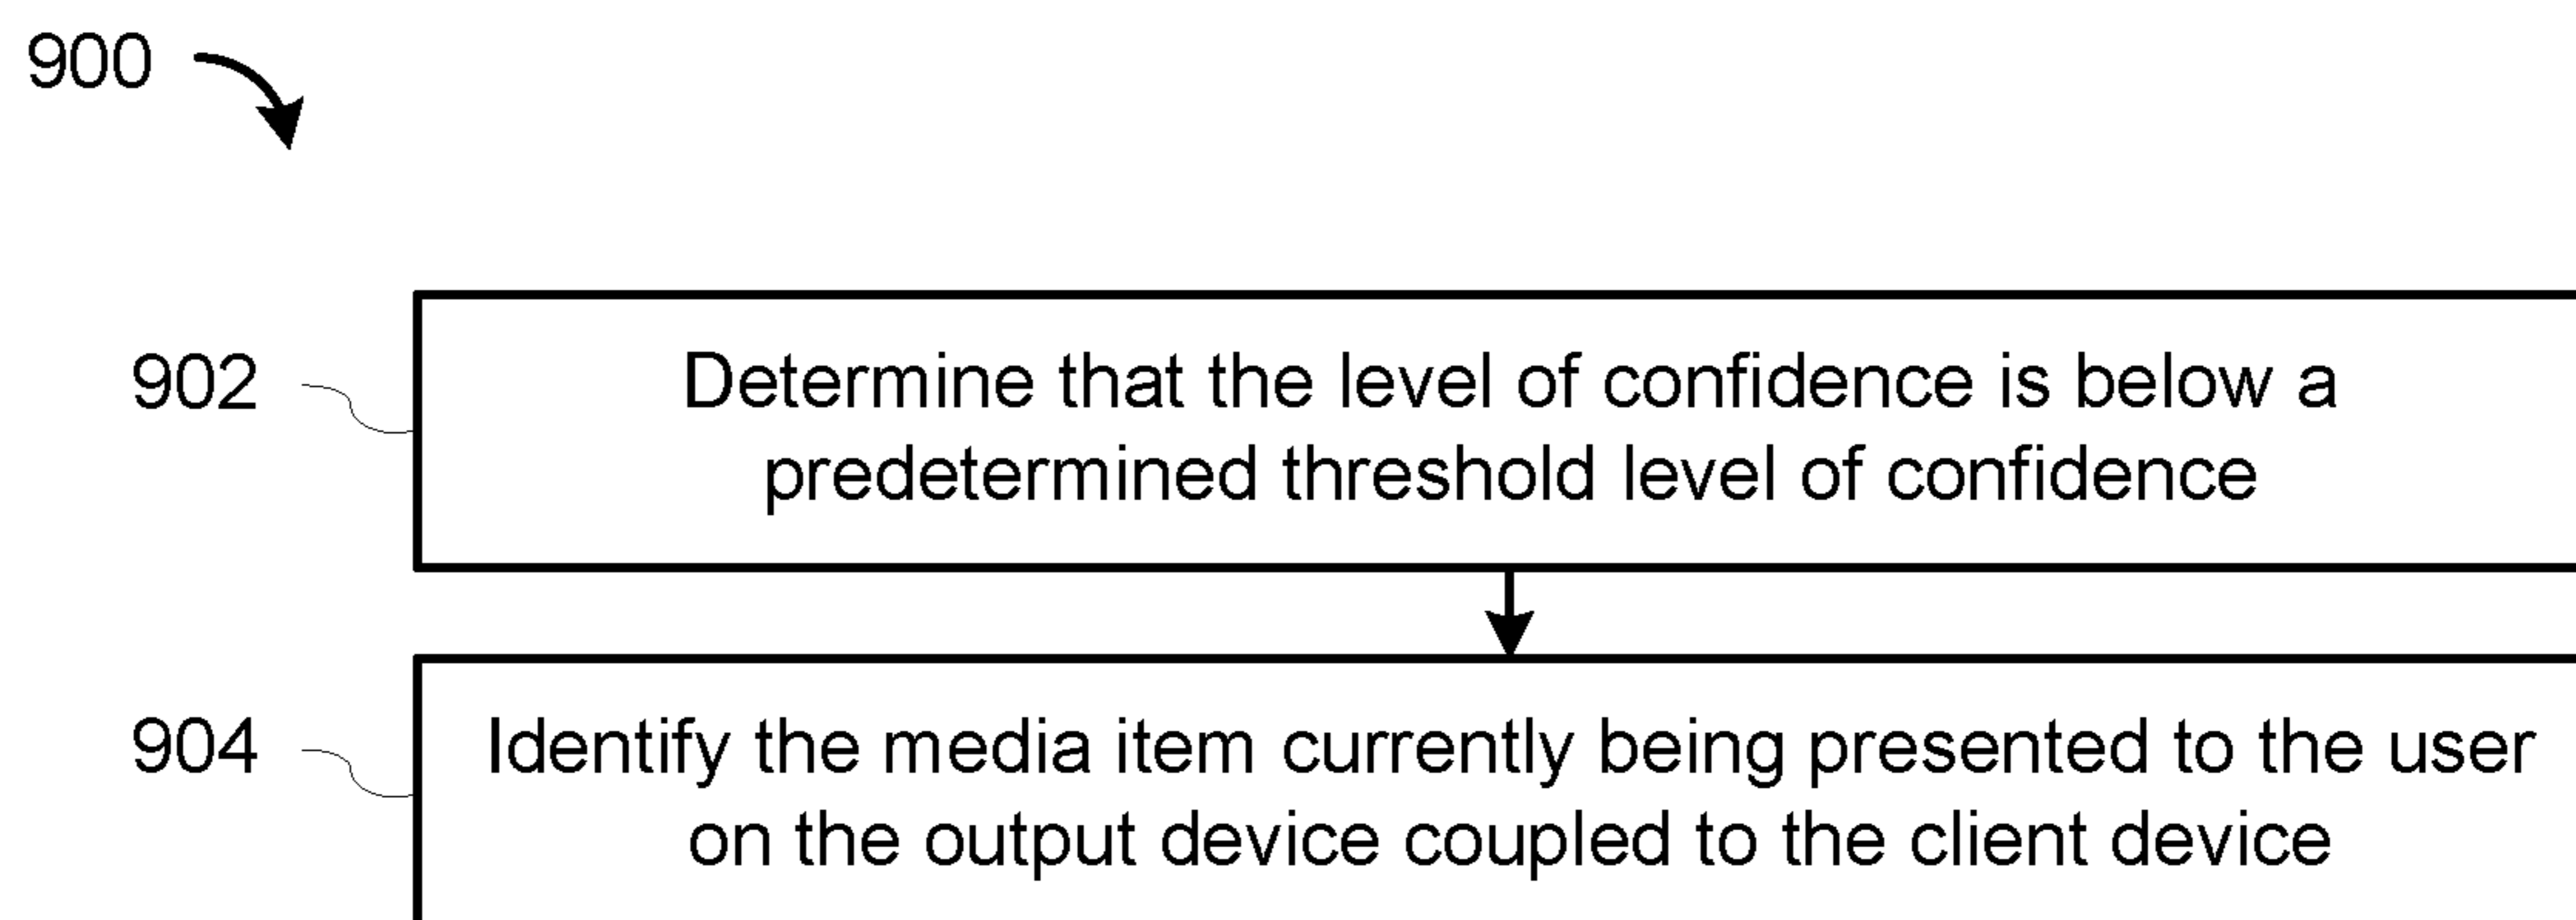 900
902
Determine that the level of confidence is below a
predetermined threshold level of confidence
904
Identify the media item currently being presented to the user
on the output device coupled to the client device